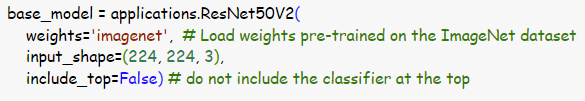 base_model = applications.ResNet50V2(
    weights='imagenet',  # Load weights pre-trained on the ImageNet dataset
    input_shape=(224, 224, 3),
    include_top=False) # do not include the classifier at the top